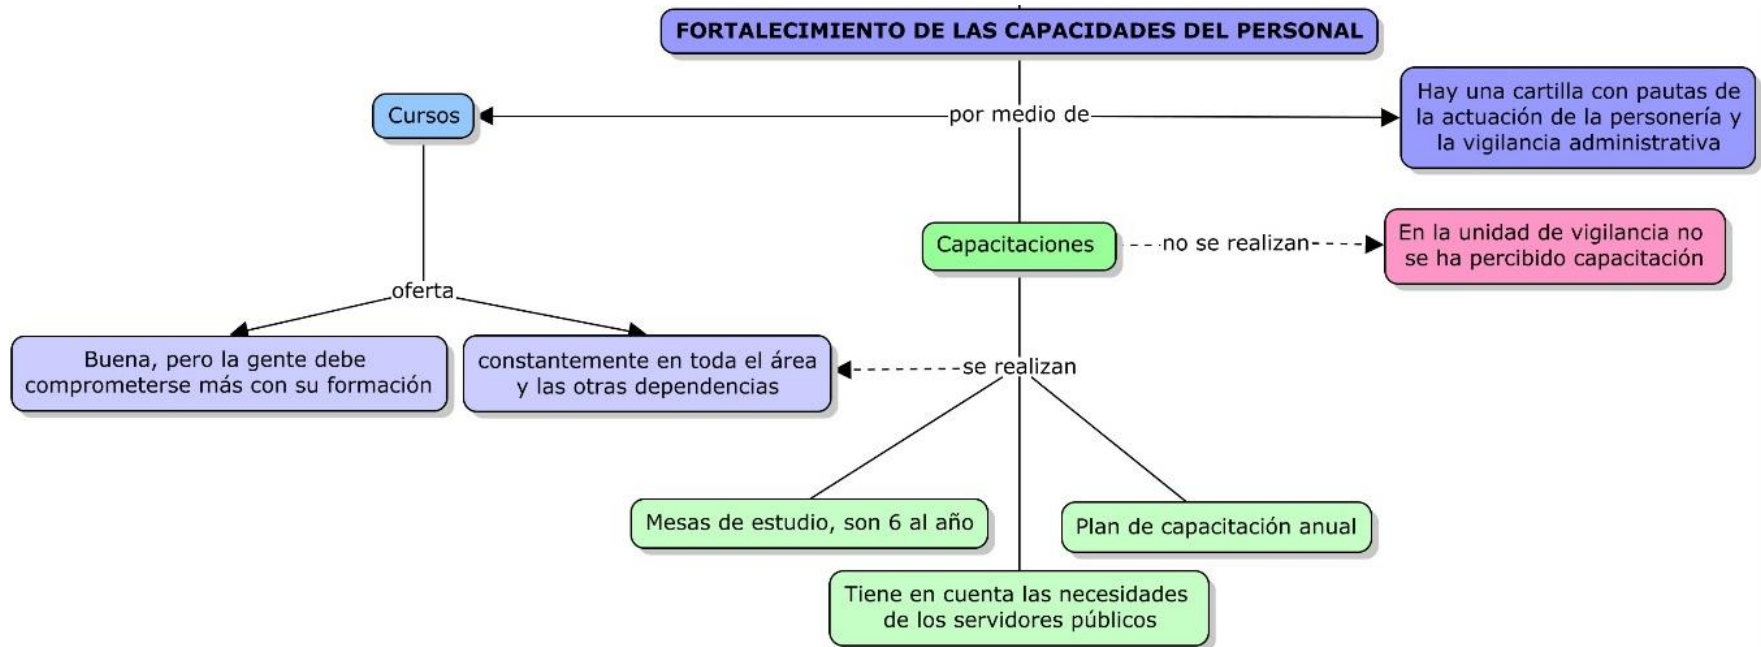 FORTALECIMIENTO DE LAS CAPACIDADES DEL PERSONAL
Cursos
por medio de
Hay una cartilla con pautas de
la actuación de la personería y
la vigilancia administrativa
Capacitaciones
no se realizan
En la unidad de vigilancia no
se ha percibido capacitación
oferta
Buena, pero la gente debe
comprometerse más con su formación
constantemente en toda el área
y las otras dependencias
se realizan
Mesas de estudio, son 6 al año
Plan de capacitación anual
Tiene en cuenta las necesidades
de los servidores públicos